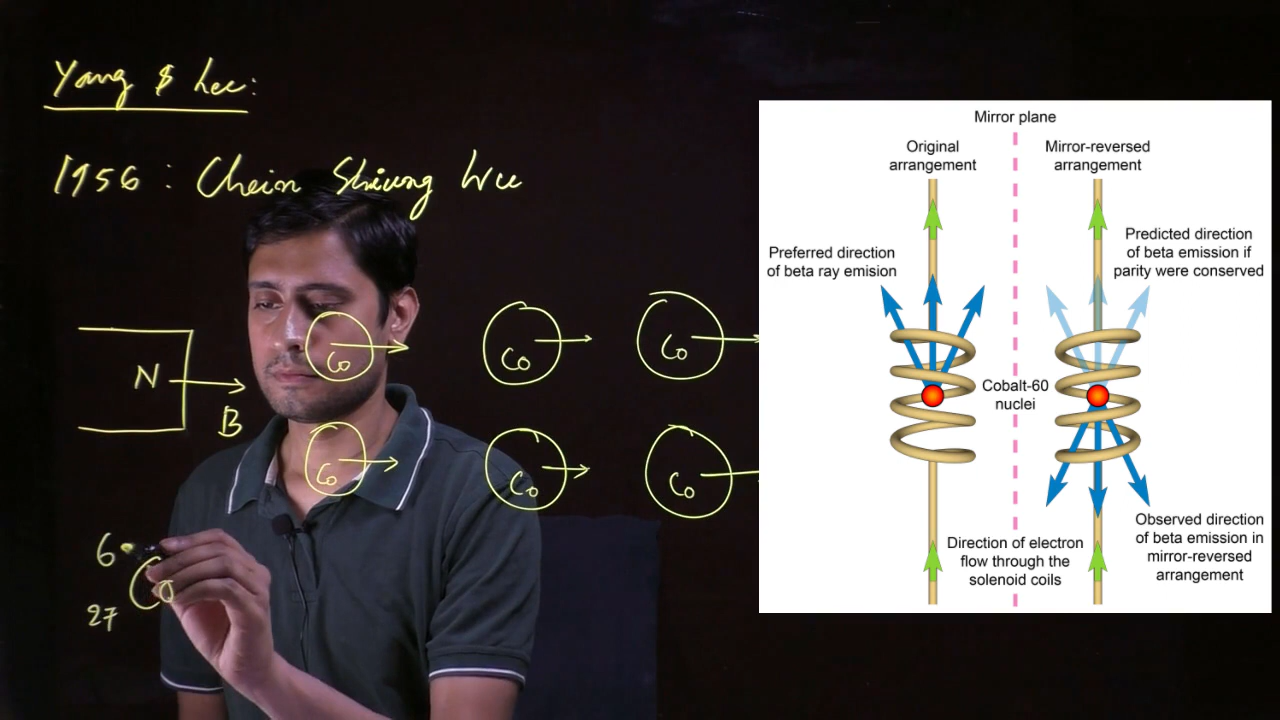 Yang & Lee:
1956 : Chein Shiung Wu
N
B
Co
Co
Co
Co
Co
Co
60
27
Co
Mirror plane
Original
arrangement
Mirror-reversed
arrangement
Preferred direction
of beta ray emision
Predicted direction
of beta emission if
parity were conserved
Cobalt-60
nuclei
Direction of electron
flow through the
solenoid coils
Observed direction
of beta emission in
mirror-reversed
arrangement